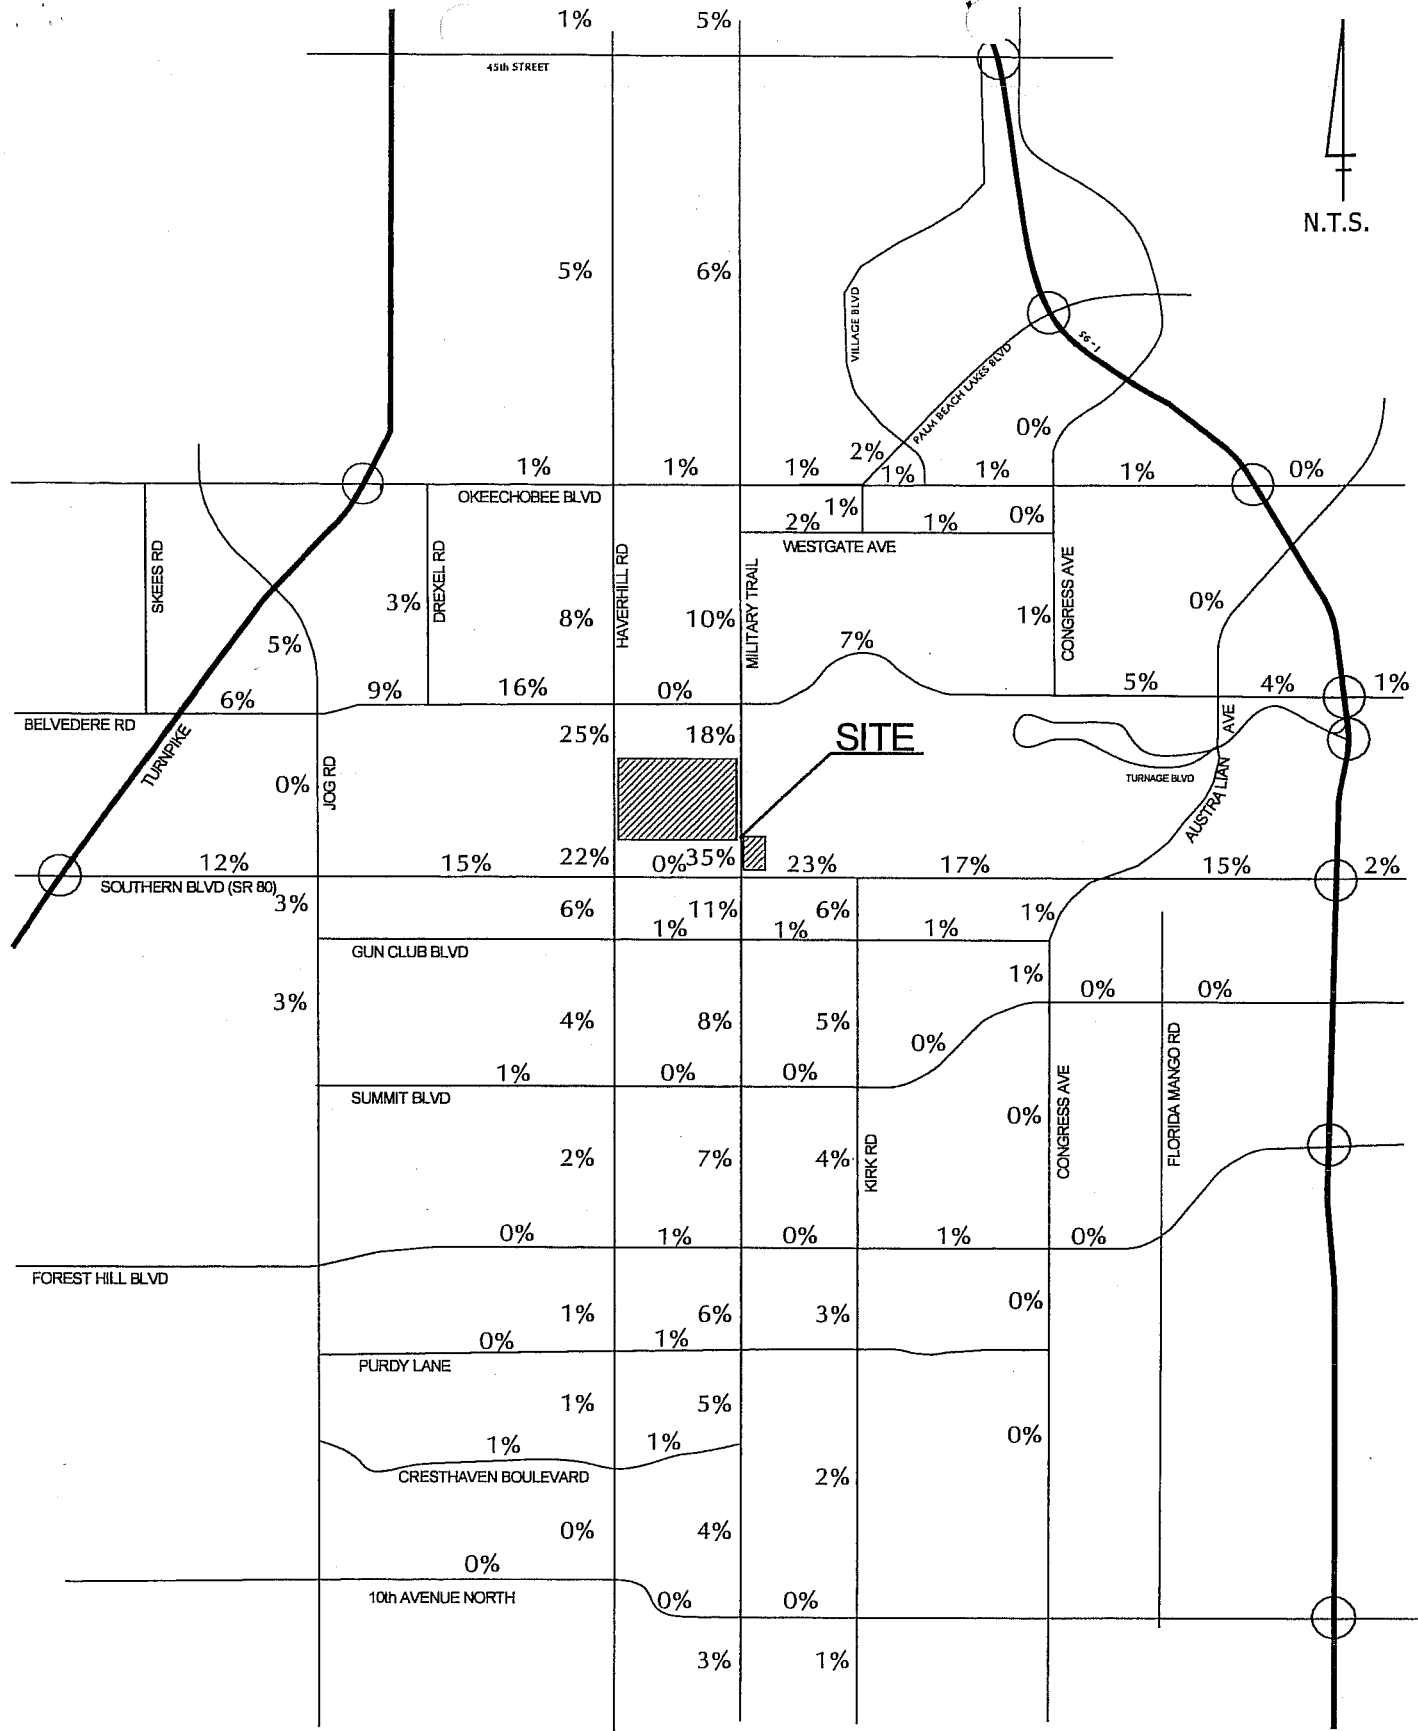 1% 5%
45th STREET
N.T.S.
5% 6%
VILLAGE BLVD
PALM BEACH LAKES BLVD
I-95
0%
2%
1% 1% 1% 1% 1% 1% 0%
OKEECHOBEE BLVD
1%
2% 1% 0%
WESTGATE AVE
SKEES RD
DREXEL RD
HAVERHILL RD
MILITARY TRAIL
CONGRESS AVE
3% 8% 10% 1% 0%
5% 7%
6% 9% 16% 0% 5% 4% 1%
BELVEDERE RD
TURNPIKE
25% 18% SITE
AUSTRALIAN AVE
TURNAGE BLVD
0%
JOG RD
12% 15% 22% 0% 35% 23% 17% 15% 2%
SOUTHERN BLVD (SR 80)
3% 6% 11% 6% 1%
1% 1% 1%
GUN CLUB BLVD
3% 1%
0% 0%
4% 8% 5%
0%
1% 0% 0%
SUMMIT BLVD
FLORIDA MANGO RD
CONGRESS AVE
KIRK RD
0%
2% 7% 4%
0% 1% 0% 1% 0%
FOREST HILL BLVD
0%
1% 6% 3%
0% 1%
PURDY LANE
1% 5%
0%
1% 1%
CRESTHAVEN BOULEVARD
2%
0% 4%
0%
10th AVENUE NORTH
0% 0%
3% 1%